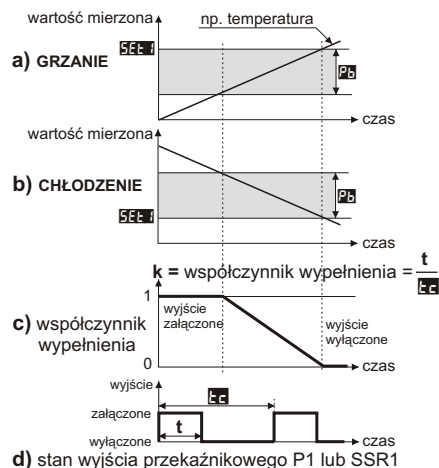 wartość mierzona
np. temperatura
SEt1
a) GRZANIE
Pb
czas
wartość mierzona
b) CHŁODZENIE
Pb
SEt1
czas
k = współczynnik wypełnienia = t
tc
1
wyjście
załączone
wyjście
wyłączone
c) współczynnik
wypełnienia
0
czas
wyjście
tc
załączone
t
wyłączone
czas
d) stan wyjścia przekaźnikowego P1 lub SSR1